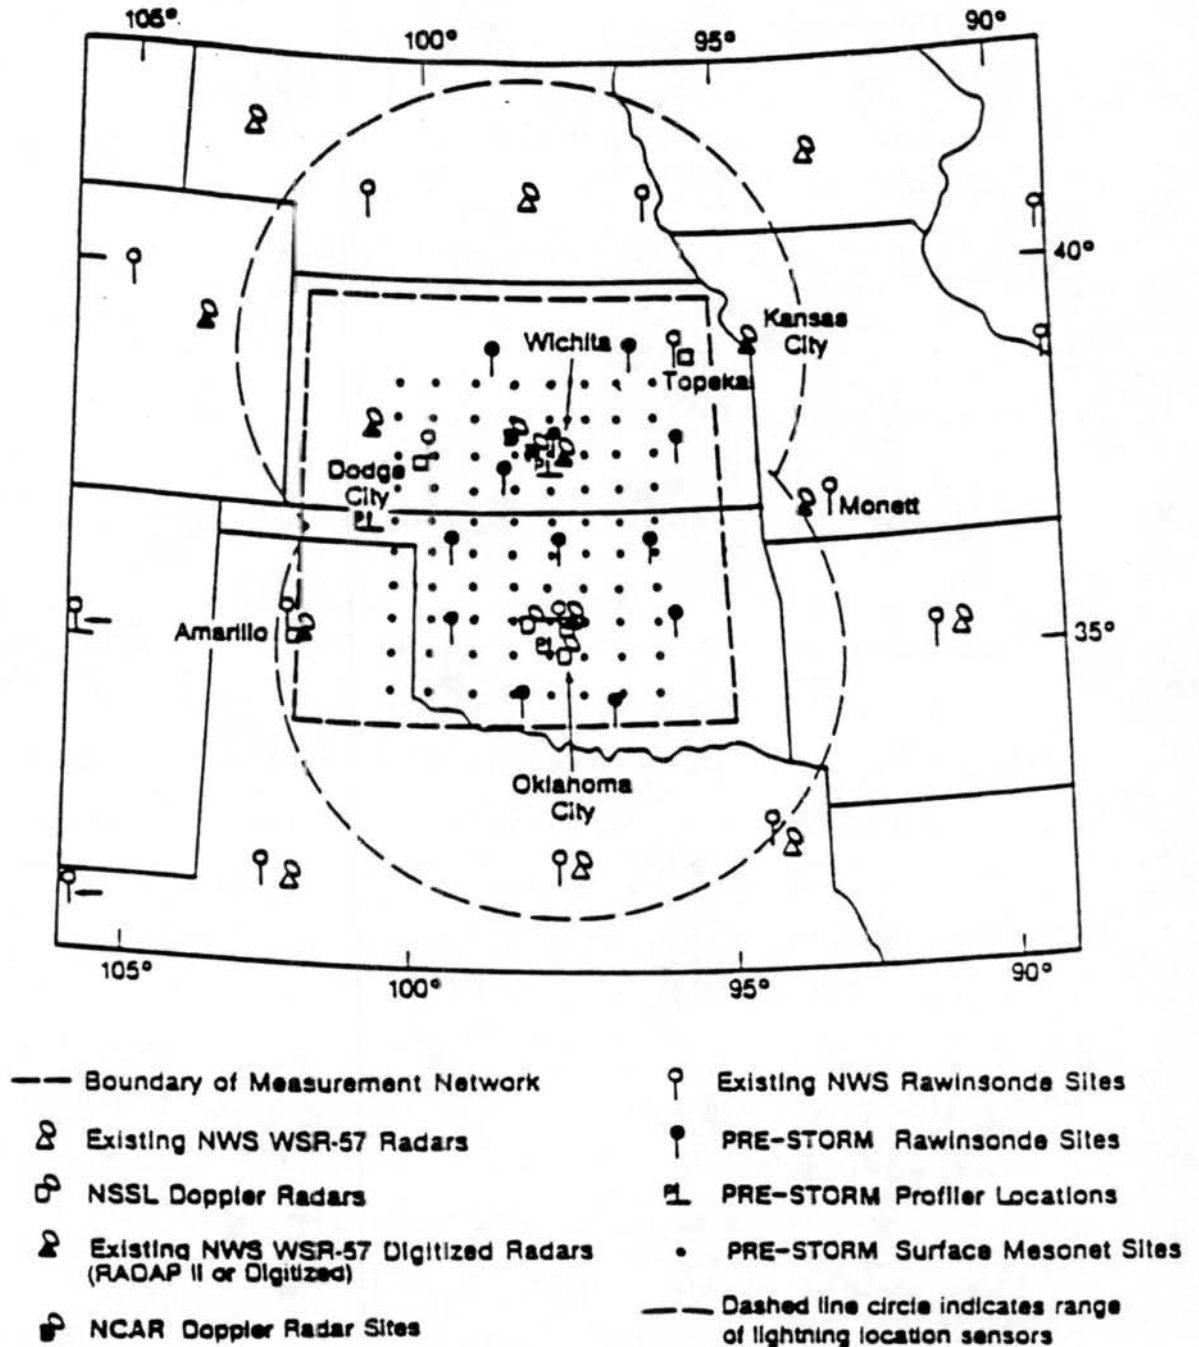 105°
100°
95°
90°
40°
Kansas
City
Wichita
Topeka
Dodge
City
Monett
Amarillo
35°
Oklahoma
City
105°
100°
95°
90°
Boundary of Measurement Network
Existing NWS WSR-57 Radars
NSSL Doppler Radars
Existing NWS WSR-57 Digitized Radars
(RADAP II or Digitized)
NCAR Doppler Radar Sites
Existing NWS Rawinsonde Sites
PRE-STORM Rawinsonde Sites
PRE-STORM Profiler Locations
PRE-STORM Surface Mesonet Sites
Dashed line circle indicates range
of lightning location sensors